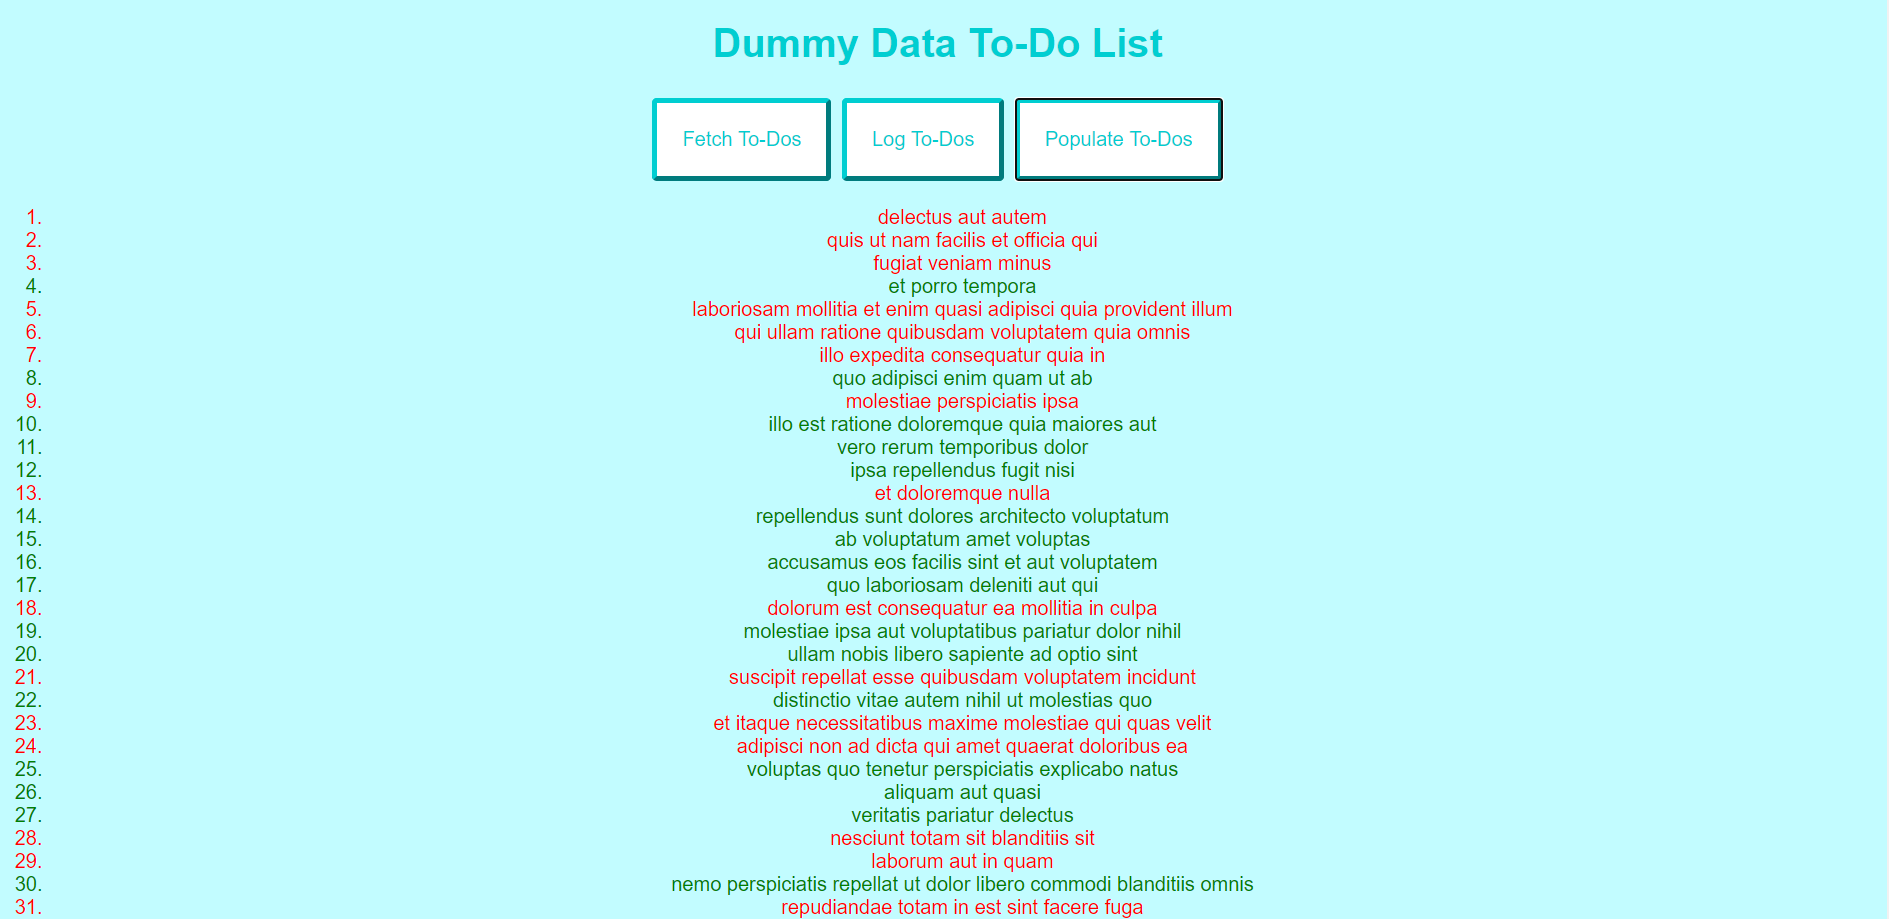 Dummy Data To-Do List
Fetch To-Dos Log To-Dos Populate To-Dos
1. delectus aut autem
2. quis ut nam facilis et officia qui
3. fugiat veniam minus
4. et porro tempora
5. laboriosam mollitia et enim quasi adipisci quia provident illum
6. qui ullam ratione quibusdam voluptatem quia omnis
7. illo expedita consequatur quia in
8. quo adipisci enim quam ut ab
9. molestiae perspiciatis ipsa
10. illo est ratione doloremque quia maiores aut
11. vero rerum temporibus dolor
12. ipsa repellendus fugit nisi
13. et doloremque nulla
14. repellendus sunt dolores architecto voluptatum
15. ab voluptatum amet voluptas
16. accusamus eos facilis sint et aut voluptatem
17. quo laboriosam deleniti aut qui
18. dolorum est consequatur ea mollitia in culpa
19. molestiae ipsa aut voluptatibus pariatur dolor nihil
20. ullam nobis libero sapiente ad optio sint
21. suscipit repellat esse quibusdam voluptatem incidunt
22. distinctio vitae autem nihil ut molestias quo
23. et itaque necessitatibus maxime molestiae qui quas velit
24. adipisci non ad dicta qui amet quaerat doloribus ea
25. voluptas quo tenetur perspiciatis explicabo natus
26. aliquam aut quasi
27. veritatis pariatur delectus
28. nesciunt totam sit blanditiis sit
29. laborum aut in quam
30. nemo perspiciatis repellat ut dolor libero commodi blanditiis omnis
31. repudiandae totam in est sint facere fuga